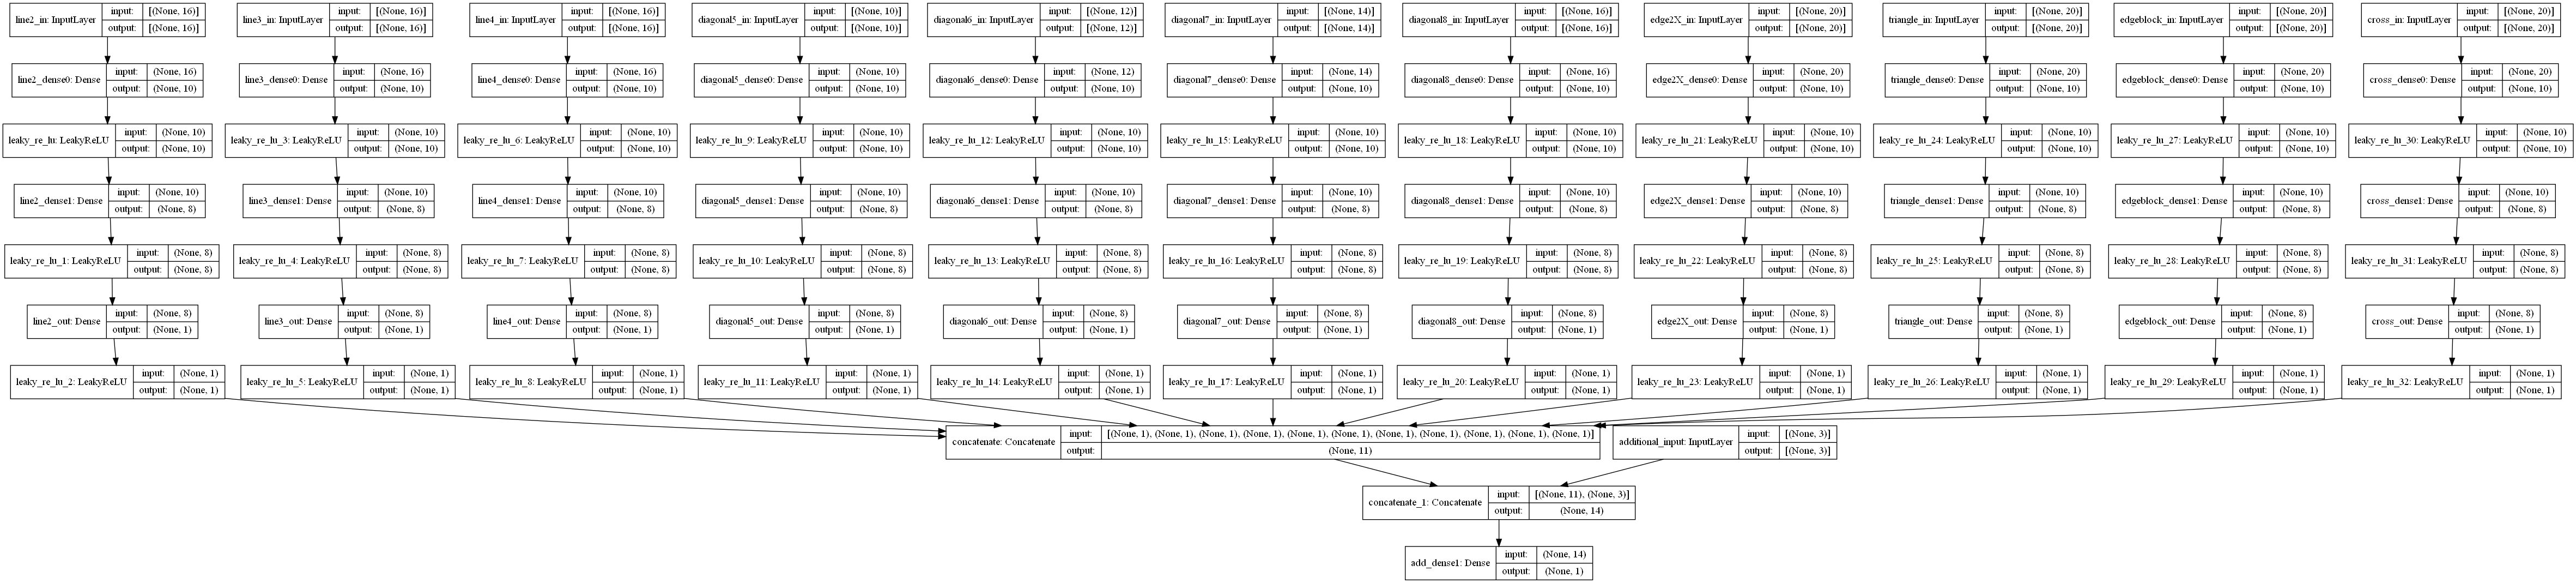 line2_in: InputLayer input: [(None, 16)] output: [(None, 16)]
line3_in: InputLayer input: [(None, 16)] output: [(None, 16)]
line4_in: InputLayer input: [(None, 16)] output: [(None, 16)]
diagonal5_in: InputLayer input: [(None, 10)] output: [(None, 10)]
diagonal6_in: InputLayer input: [(None, 12)] output: [(None, 12)]
diagonal7_in: InputLayer input: [(None, 14)] output: [(None, 14)]
diagonal8_in: InputLayer input: [(None, 16)] output: [(None, 16)]
edge2X_in: InputLayer input: [(None, 20)] output: [(None, 20)]
triangle_in: InputLayer input: [(None, 20)] output: [(None, 20)]
edgeblock_in: InputLayer input: [(None, 20)] output: [(None, 20)]
cross_in: InputLayer input: [(None, 20)] output: [(None, 20)]
line2_dense0: Dense input: (None, 16) output: (None, 10)
line3_dense0: Dense input: (None, 16) output: (None, 10)
line4_dense0: Dense input: (None, 16) output: (None, 10)
diagonal5_dense0: Dense input: (None, 10) output: (None, 10)
diagonal6_dense0: Dense input: (None, 12) output: (None, 10)
diagonal7_dense0: Dense input: (None, 14) output: (None, 10)
diagonal8_dense0: Dense input: (None, 16) output: (None, 10)
edge2X_dense0: Dense input: (None, 20) output: (None, 10)
triangle_dense0: Dense input: (None, 20) output: (None, 10)
edgeblock_dense0: Dense input: (None, 20) output: (None, 10)
cross_dense0: Dense input: (None, 20) output: (None, 10)
leaky_re_lu: LeakyReLU input: (None, 10) output: (None, 10)
leaky_re_lu_3: LeakyReLU input: (None, 10) output: (None, 10)
leaky_re_lu_6: LeakyReLU input: (None, 10) output: (None, 10)
leaky_re_lu_9: LeakyReLU input: (None, 10) output: (None, 10)
leaky_re_lu_12: LeakyReLU input: (None, 10) output: (None, 10)
leaky_re_lu_15: LeakyReLU input: (None, 10) output: (None, 10)
leaky_re_lu_18: LeakyReLU input: (None, 10) output: (None, 10)
leaky_re_lu_21: LeakyReLU input: (None, 10) output: (None, 10)
leaky_re_lu_24: LeakyReLU input: (None, 10) output: (None, 10)
leaky_re_lu_27: LeakyReLU input: (None, 10) output: (None, 10)
leaky_re_lu_30: LeakyReLU input: (None, 10) output: (None, 10)
line2_dense1: Dense input: (None, 10) output: (None, 8)
line3_dense1: Dense input: (None, 10) output: (None, 8)
line4_dense1: Dense input: (None, 10) output: (None, 8)
diagonal5_dense1: Dense input: (None, 10) output: (None, 8)
diagonal6_dense1: Dense input: (None, 10) output: (None, 8)
diagonal7_dense1: Dense input: (None, 10) output: (None, 8)
diagonal8_dense1: Dense input: (None, 10) output: (None, 8)
edge2X_dense1: Dense input: (None, 10) output: (None, 8)
triangle_dense1: Dense input: (None, 10) output: (None, 8)
edgeblock_dense1: Dense input: (None, 10) output: (None, 8)
cross_dense1: Dense input: (None, 10) output: (None, 8)
leaky_re_lu_1: LeakyReLU input: (None, 8) output: (None, 8)
leaky_re_lu_4: LeakyReLU input: (None, 8) output: (None, 8)
leaky_re_lu_7: LeakyReLU input: (None, 8) output: (None, 8)
leaky_re_lu_10: LeakyReLU input: (None, 8) output: (None, 8)
leaky_re_lu_13: LeakyReLU input: (None, 8) output: (None, 8)
leaky_re_lu_16: LeakyReLU input: (None, 8) output: (None, 8)
leaky_re_lu_19: LeakyReLU input: (None, 8) output: (None, 8)
leaky_re_lu_22: LeakyReLU input: (None, 8) output: (None, 8)
leaky_re_lu_25: LeakyReLU input: (None, 8) output: (None, 8)
leaky_re_lu_28: LeakyReLU input: (None, 8) output: (None, 8)
leaky_re_lu_31: LeakyReLU input: (None, 8) output: (None, 8)
line2_out: Dense input: (None, 8) output: (None, 1)
line3_out: Dense input: (None, 8) output: (None, 1)
line4_out: Dense input: (None, 8) output: (None, 1)
diagonal5_out: Dense input: (None, 8) output: (None, 1)
diagonal6_out: Dense input: (None, 8) output: (None, 1)
diagonal7_out: Dense input: (None, 8) output: (None, 1)
diagonal8_out: Dense input: (None, 8) output: (None, 1)
edge2X_out: Dense input: (None, 8) output: (None, 1)
triangle_out: Dense input: (None, 8) output: (None, 1)
edgeblock_out: Dense input: (None, 8) output: (None, 1)
cross_out: Dense input: (None, 8) output: (None, 1)
leaky_re_lu_2: LeakyReLU input: (None, 1) output: (None, 1)
leaky_re_lu_5: LeakyReLU input: (None, 1) output: (None, 1)
leaky_re_lu_8: LeakyReLU input: (None, 1) output: (None, 1)
leaky_re_lu_11: LeakyReLU input: (None, 1) output: (None, 1)
leaky_re_lu_14: LeakyReLU input: (None, 1) output: (None, 1)
leaky_re_lu_17: LeakyReLU input: (None, 1) output: (None, 1)
leaky_re_lu_20: LeakyReLU input: (None, 1) output: (None, 1)
leaky_re_lu_23: LeakyReLU input: (None, 1) output: (None, 1)
leaky_re_lu_26: LeakyReLU input: (None, 1) output: (None, 1)
leaky_re_lu_29: LeakyReLU input: (None, 1) output: (None, 1)
leaky_re_lu_32: LeakyReLU input: (None, 1) output: (None, 1)
concatenate: Concatenate input: [(None, 1), (None, 1), (None, 1), (None, 1), (None, 1), (None, 1), (None, 1), (None, 1), (None, 1), (None, 1), (None, 1)] output: (None, 11)
additional_input: InputLayer input: [(None, 3)] output: [(None, 3)]
concatenate_1: Concatenate input: [(None, 11), (None, 3)] output: (None, 14)
add_dense1: Dense input: (None, 14) output: (None, 1)